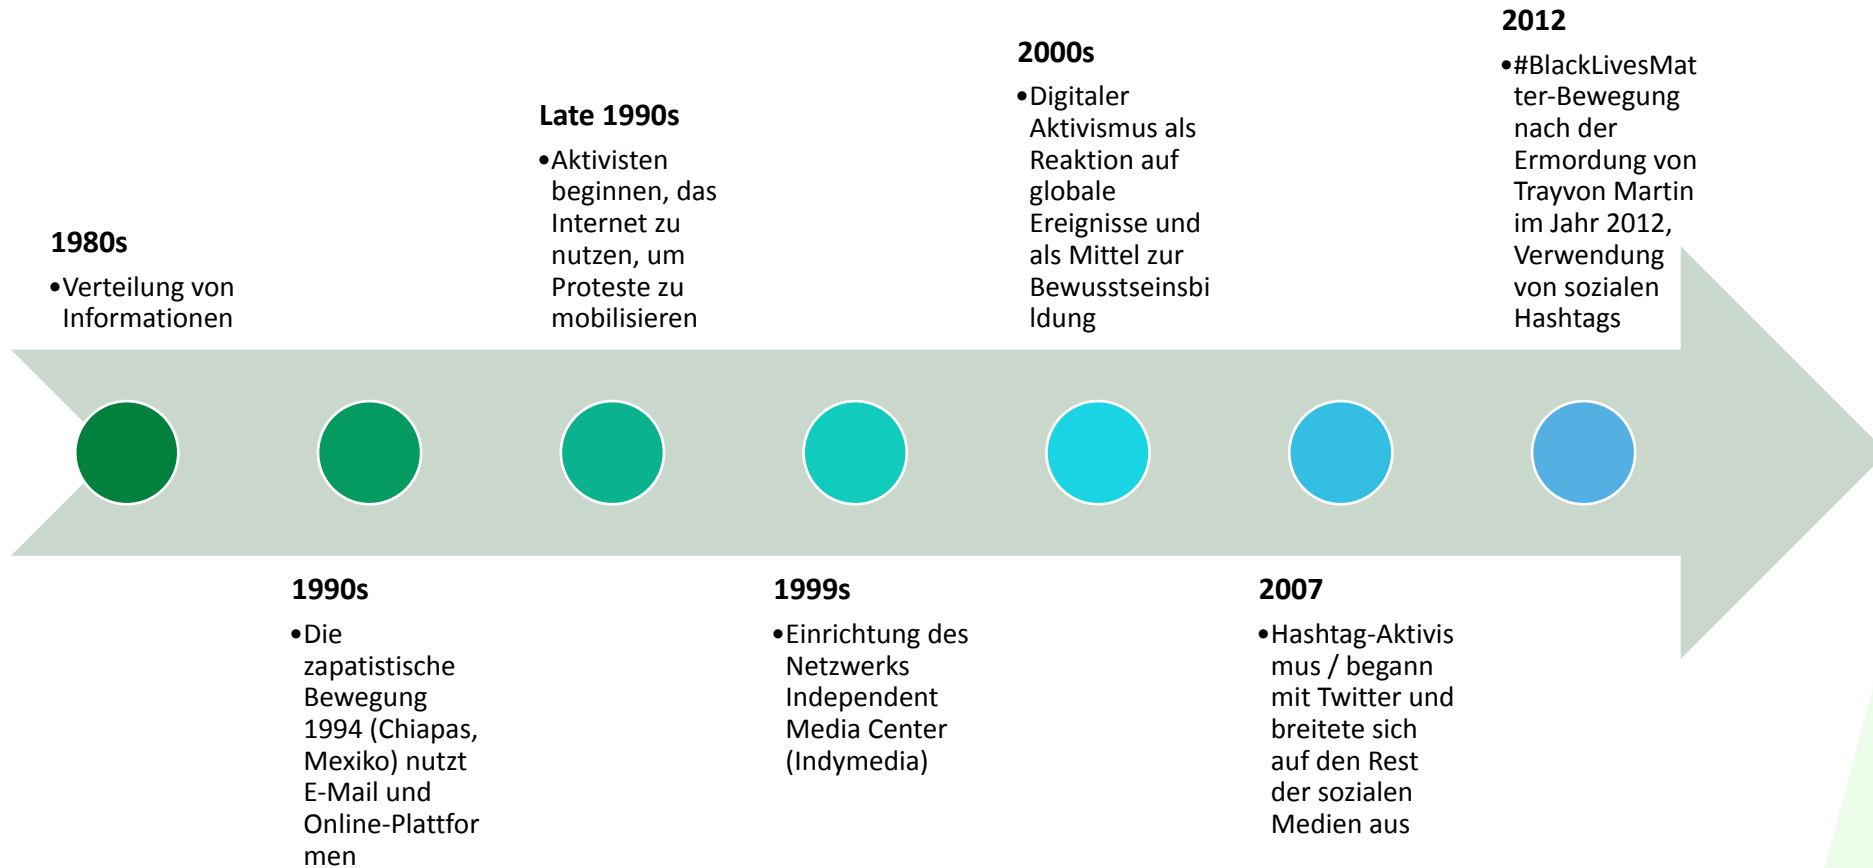 1980s
•Verteilung von
Informationen
1990s
•Die
zapatistische
Bewegung
1994 (Chiapas,
Mexiko) nutzt
E-Mail und
Online-Plattfor
men
Late 1990s
•Aktivisten
beginnen, das
Internet zu
nutzen, um
Proteste zu
mobilisieren
1999s
•Einrichtung des
Netzwerks
Independent
Media Center
(Indymedia)
2000s
•Digitaler
Aktivismus als
Reaktion auf
globale
Ereignisse und
als Mittel zur
Bewusstseinsbi
ldung
2007
•Hashtag-Aktivis
mus / begann
mit Twitter und
breitete sich
auf den Rest
der sozialen
Medien aus
2012
•#BlackLivesMat
ter-Bewegung
nach der
Ermordung von
Trayvon Martin
im Jahr 2012,
Verwendung
von sozialen
Hashtags